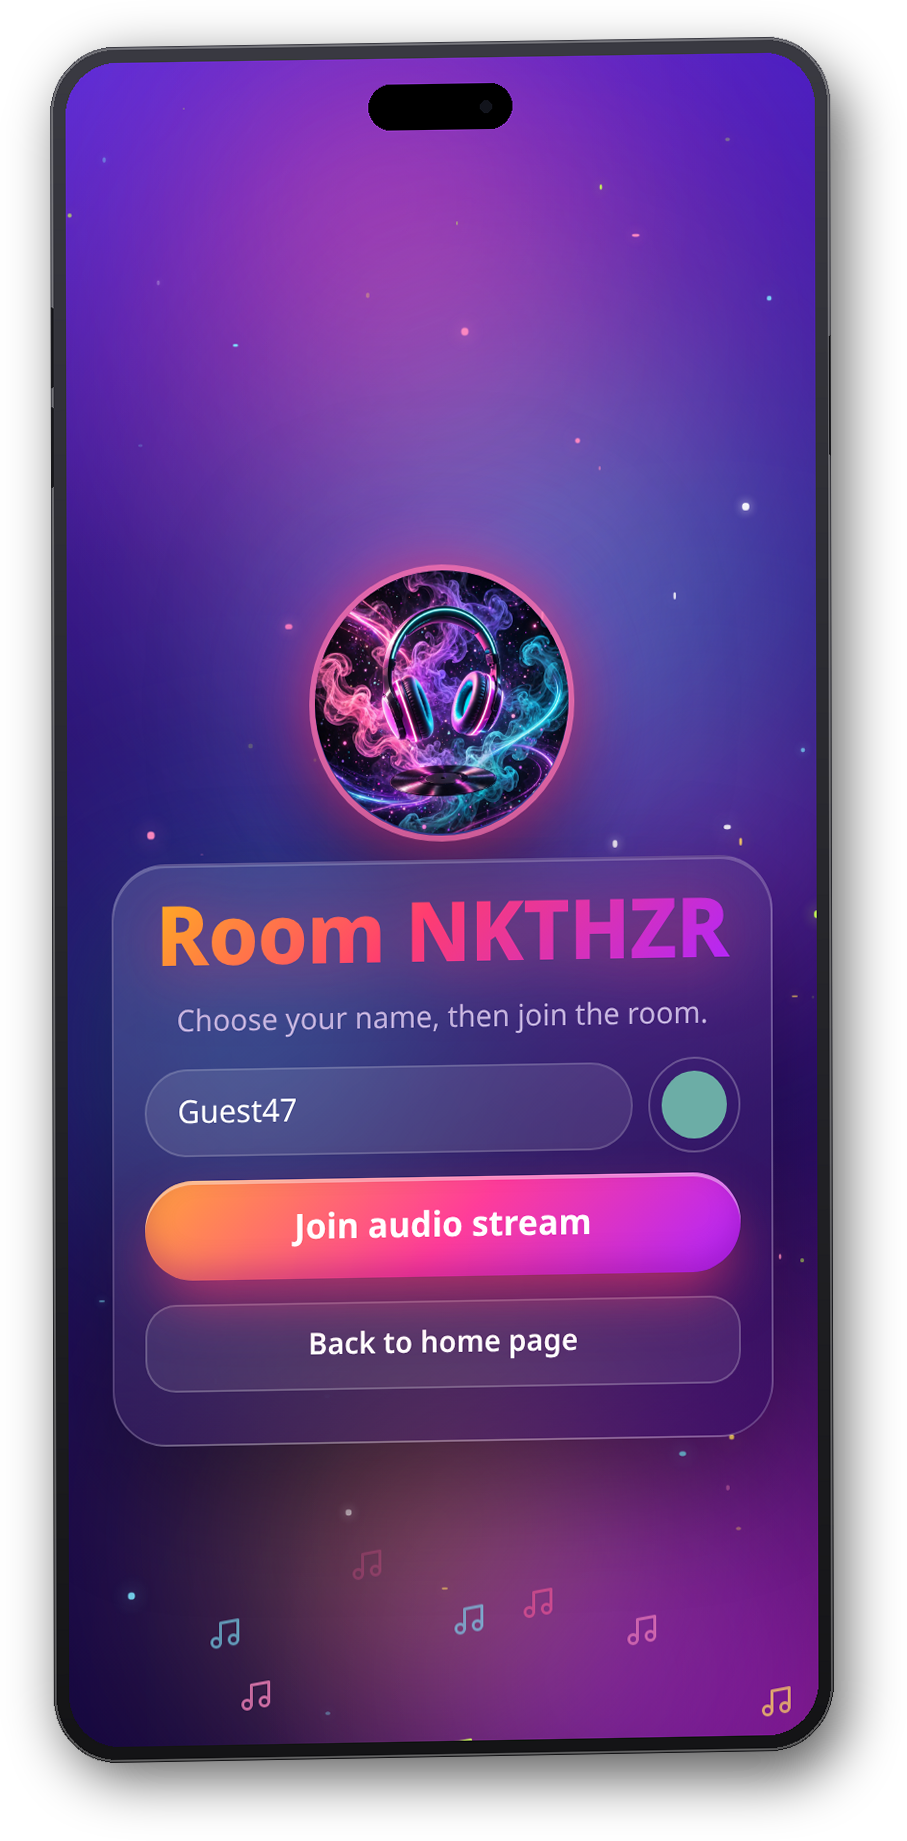 Room NKTHZR
Choose your name, then join the room.
Guest47
Join audio stream
Back to home page